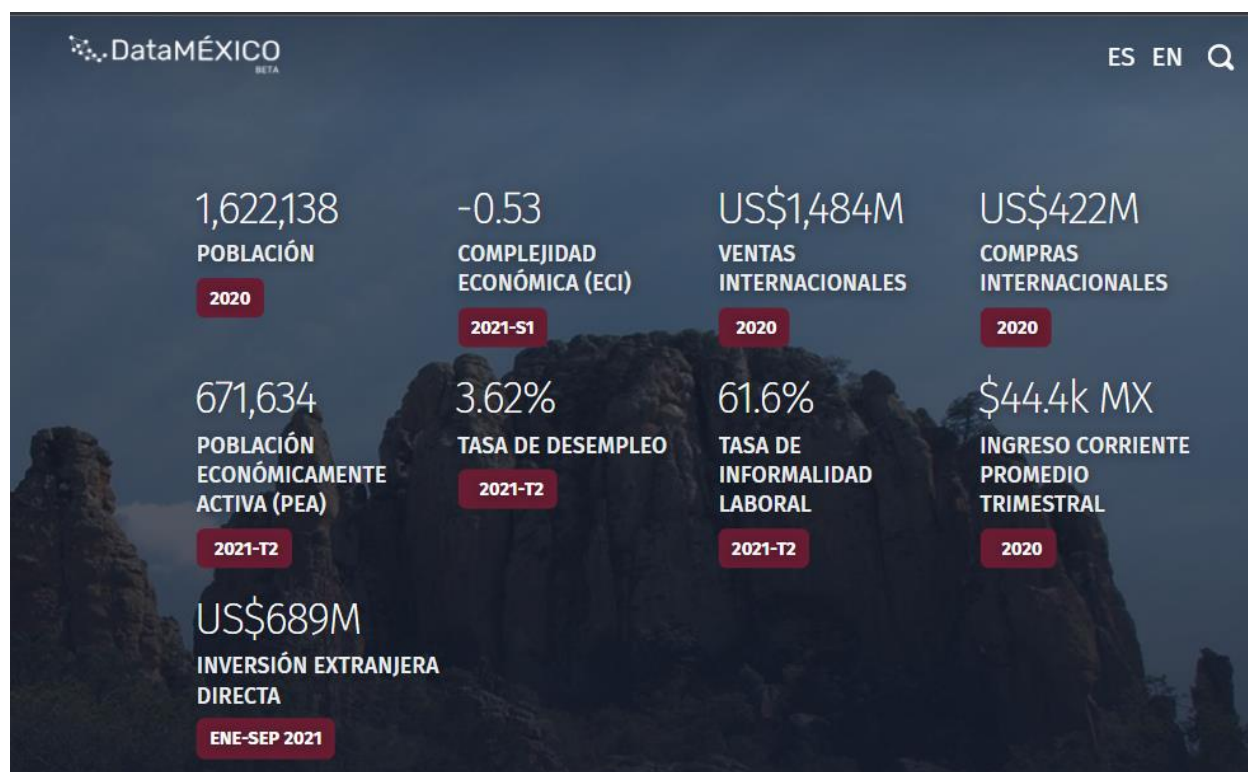 DataMÉXICO
BETA
ES EN
1,622,138
POBLACIÓN
2020
-0.53
COMPLEJIDAD
ECONÓMICA (ECI)
2021-S1
US$1,484M
VENTAS
INTERNACIONALES
2020
US$422M
COMPRAS
INTERNACIONALES
2020
671,634
POBLACIÓN
ECONÓMICAMENTE
ACTIVA (PEA)
2021-T2
3.62%
TASA DE DESEMPLEO
2021-T2
61.6%
TASA DE
INFORMALIDAD
LABORAL
2021-T2
$44.4k MX
INGRESO CORRIENTE
PROMEDIO
TRIMESTRAL
2020
US$689M
INVERSIÓN EXTRANJERA
DIRECTA
ENE-SEP 2021